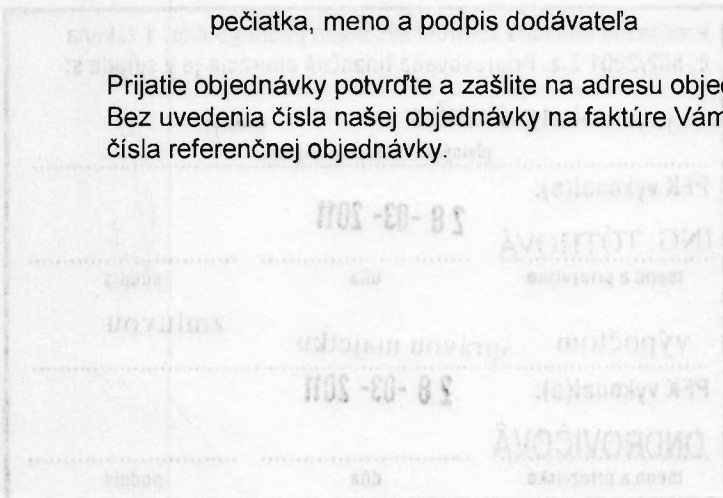 pečiatka, meno a podpis dodávateľa
Prijatie objednávky potvrďte a zašlite na adresu obje
Bez uvedenia čísla našej objednávky na faktúre Vám
čísla referenčnej objednávky.
č. 502/2001 Z.z.
PFK vykonal(a):
28 -03- 2011
ING. TÓTHOVÁ
meno a priezvisko dňa podpis
zmluvou
výpočtom správou majetku
PFK vykonal(a): 28 -03- 2011
ONDROVIČOVÁ
meno a priezvisko dňa podpis